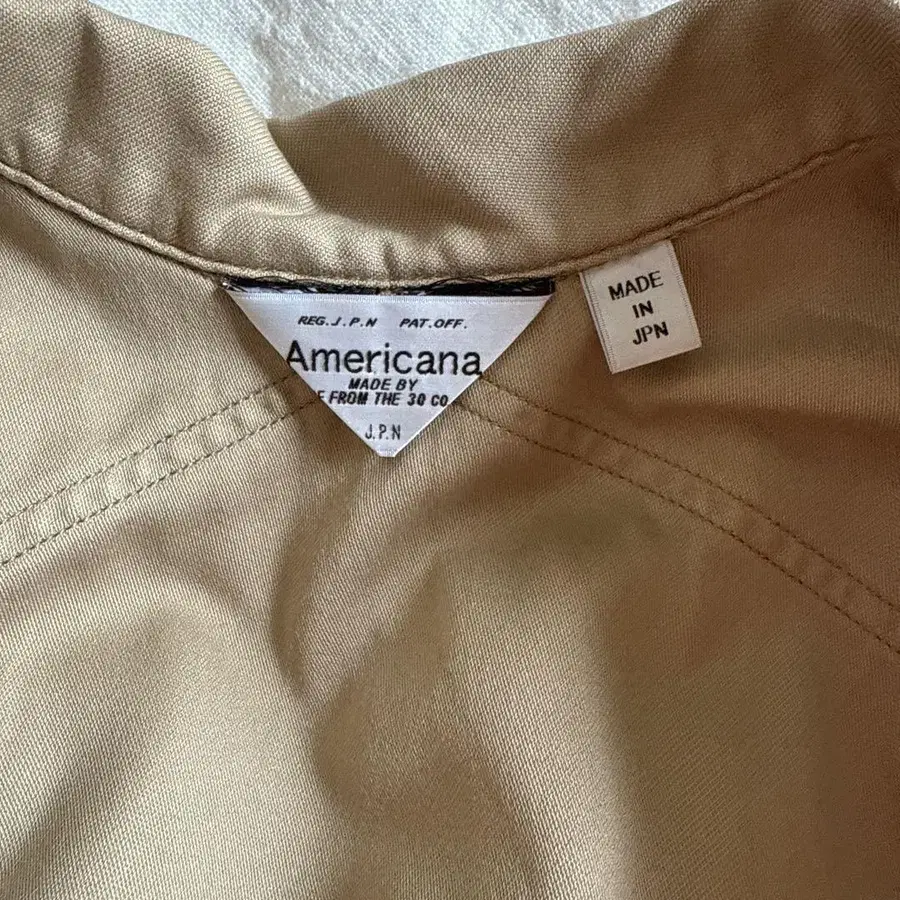 REG.J.P.N PAT.OFF.
Americana
MADE BY
FROM THE 30 CO
J.P.N
MADE
IN
JPN